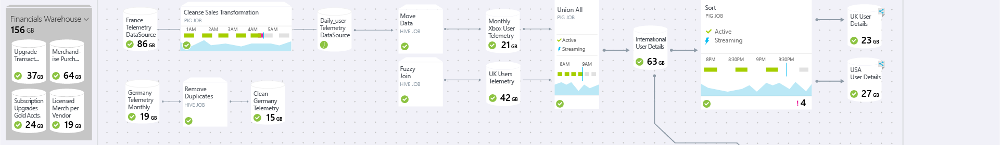 Financials Warehouse
156 GB
Upgrade
Transact...
37GB
Merchand-
ise Purch...
64GB
Subscription
Upgrades
Gold Accts.
24GB
Licensed
Merch per
Vendor
19GB
France
Telemetry
DataSource
86GB
Cleanse Sales Transformation
PIG JOB
1AM 2AM 3AM 4AM 5AM
Daily_user
Telemetry
DataSource
Move
Data
HIVE JOB
Monthly
Xbox User
Telemetry
21GB
Germany
Telemetry
Monthly
19GB
Remove
Duplicates
HIVE JOB
Clean
Germany
Telemetry
15GB
Fuzzy
Join
HIVE JOB
UK Users
Telemetry
42GB
Union All
PIG JOB
Active
Streaming
8AM 9AM
International
User Details
63GB
Sort
PIG JOB
Active
Streaming
8PM 8:30PM 9PM 9:30PM
!4
UK User
Details
23GB
USA
User Details
27GB